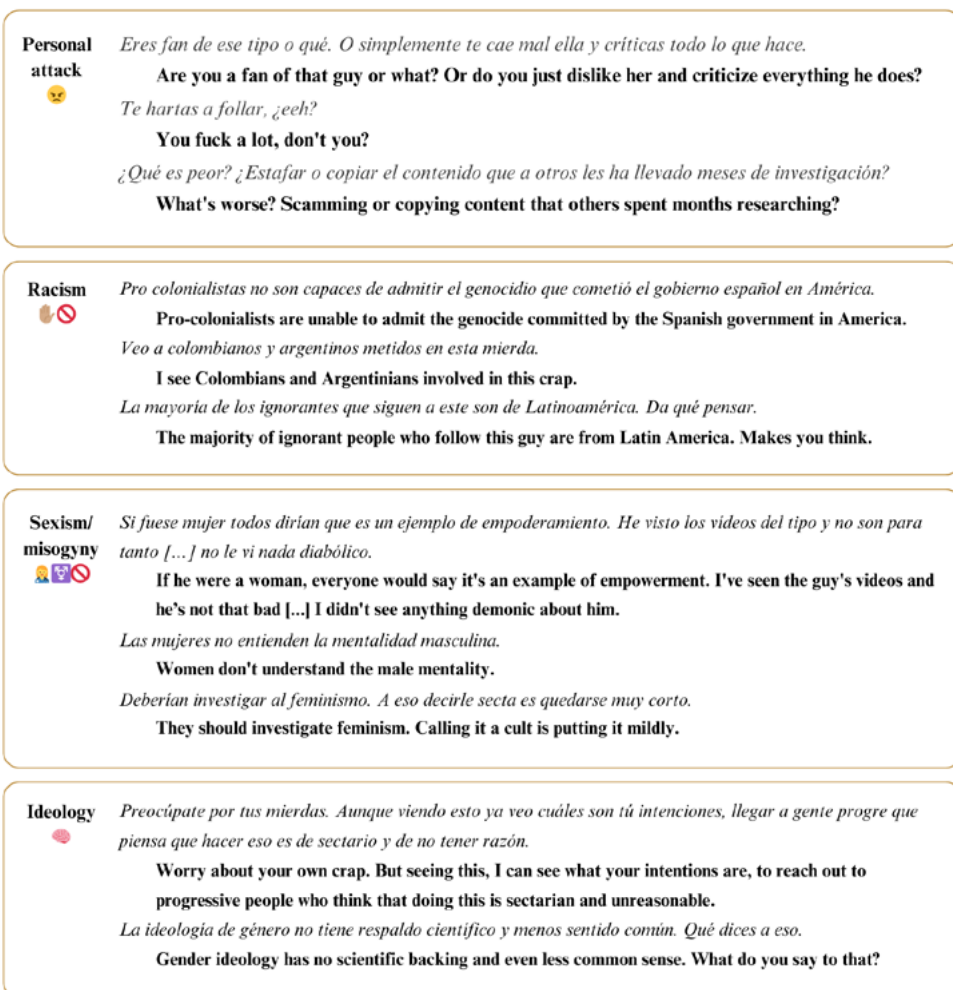 Personal
attack
Eres fan de ese tipo o qué. O simplemente te cae mal ella y críticas todo lo que hace.
Are you a fan of that guy or what? Or do you just dislike her and criticize everything he does?
Te hartas a follar, ¿eeh?
You fuck a lot, don't you?
¿Qué es peor? ¿Estafar o copiar el contenido que a otros les ha llevado meses de investigación?
What's worse? Scamming or copying content that others spent months researching?
Racism
Pro colonialistas no son capaces de admitir el genocidio que cometió el gobierno español en América.
Pro-colonialists are unable to admit the genocide committed by the Spanish government in America.
Veo a colombianos y argentinos metidos en esta mierda.
I see Colombians and Argentinians involved in this crap.
La mayoría de los ignorantes que siguen a este son de Latinoamérica. Da qué pensar.
The majority of ignorant people who follow this guy are from Latin America. Makes you think.
Sexism/
misogyny
Si fuese mujer todos dirían que es un ejemplo de empoderamiento. He visto los vídeos del tipo y no son para
tanto [...] no le vi nada diabólico.
If he were a woman, everyone would say it's an example of empowerment. I've seen the guy's videos and
he's not that bad [...] I didn't see anything demonic about him.
Las mujeres no entienden la mentalidad masculina.
Women don't understand the male mentality.
Deberían investigar al feminismo. A eso decirle secta es quedarse muy corto.
They should investigate feminism. Calling it a cult is putting it mildly.
Ideology
Preocúpate por tus mierdas. Aunque viendo esto ya veo cuáles son tú intenciones, llegar a gente progre que
piensa que hacer eso es de sectario y de no tener razón.
Worry about your own crap. But seeing this, I can see what your intentions are, to reach out to
progressive people who think that doing this is sectarian and unreasonable.
La ideología de género no tiene respaldo científico y menos sentido común. Qué dices a eso.
Gender ideology has no scientific backing and even less common sense. What do you say to that?